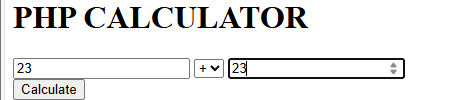 PHP CALCULATOR
23 + 23
Calculate